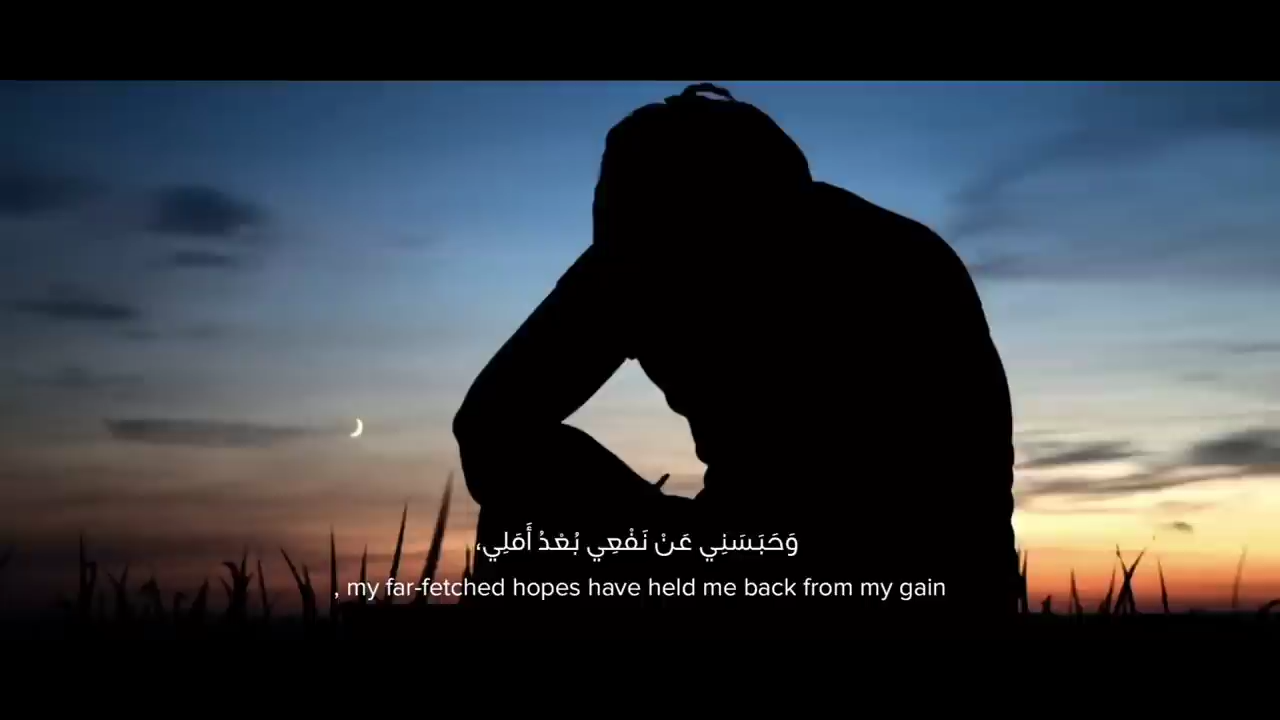 وَحَبَسَنِي عَنْ نَفْعِي بُعْدُ أَمَلِي،
, my far-fetched hopes have held me back from my gain